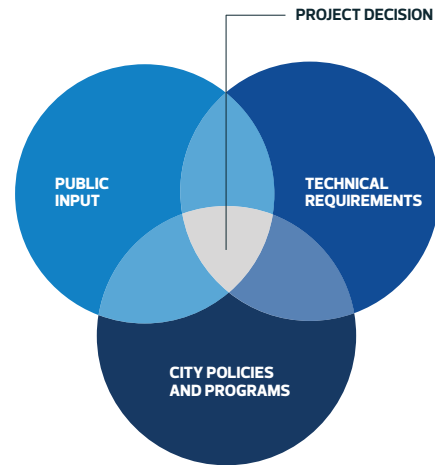 PROJECT DECISION
PUBLIC
INPUT
TECHNICAL
REQUIREMENTS
CITY POLICIES
AND PROGRAMS